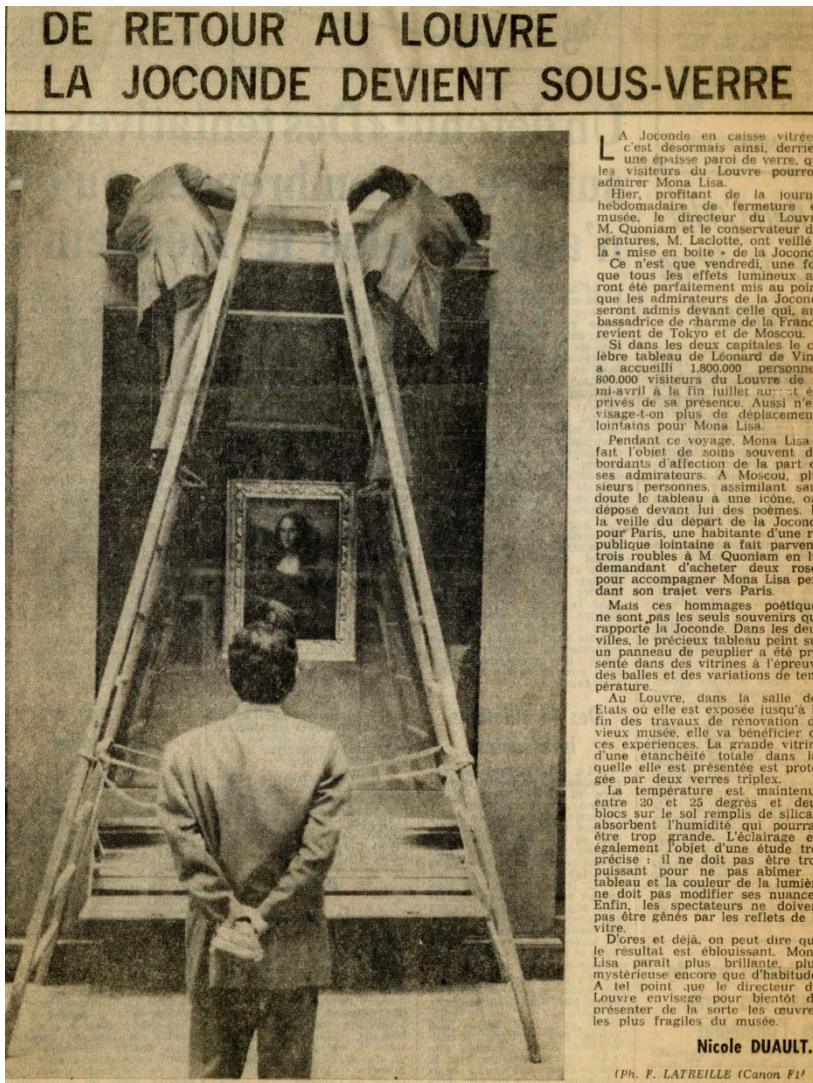 DE RETOUR AU LOUVRE
LA JOCONDE DEVIENT SOUS-VERRE
LA Joconde en caisse vitrée
c'est désormais ainsi, derriè
une épaisse paroi de verre, q
les visiteurs du Louvre pourro
admirer Mona Lisa.
Hier, profitant de la journ
hebdomadaire de fermeture
musée, le directeur du Louvr
M. Quoniam et le conservateur d
peintures, M. Laclotte, ont veillé
la « mise en boîte » de la Jocond
Ce n'est que vendredi, une fo
que tous les effets lumineux a
ront été parfaitement mis au poin
que les admirateurs de la Jocond
seront admis devant celle qui, am
bassadrice de charme de la Franc
revient de Tokyo et de Moscou.
Si dans les deux capitales le c
lèbre tableau de Léonard de Vin
a accueilli 1.800.000 personne
800.000 visiteurs du Louvre de
mi-avril à la fin juillet auront é
privés de sa présence. Aussi n'e
visage-t-on plus de déplacemen
lointains pour Mona Lisa.
Pendant ce voyage, Mona Lisa
fait l'objet de soins souvent d
bordants d'affection de la part d
ses admirateurs. A Moscou, pl
sieurs personnes, assimilant san
doute le tableau à une icône, on
déposé devant lui des poèmes.
la veille du départ de la Jocond
pour Paris, une habitante d'une r
publique lointaine a fait parven
trois roubles à M. Quoniam en l
demandant d'acheter deux rose
pour accompagner Mona Lisa pen
dant son trajet vers Paris.
Mais ces hommages poétique
ne sont pas les seuls souvenirs qu
rapporte la Joconde. Dans les deu
villes, le précieux tableau peint su
un panneau de peuplier a été pré
senté dans des vitrines à l'épreuv
des balles et des variations de tem
pérature.
Au Louvre, dans la salle de
Etats où elle est exposée jusqu'à
fin des travaux de rénovation d
vieux musée, elle va bénéficier d
ces expériences. La grande vitrin
d'une étanchéité totale dans la
quelle elle est présentée est proté
gée par deux verres triplex.
La température est maintenu
entre 20 et 25 degrés et deu
blocs sur le sol remplis de silica
absorbent l'humidité qui pourra
être trop grande. L'éclairage e
également l'objet d'une étude trè
précise : il ne doit pas être tro
puissant pour ne pas abîmer
tableau et la couleur de la lumièr
ne doit pas modifier ses nuance
Enfin, les spectateurs ne doiven
pas être gênés par les reflets de
vitre.
D'ores et déjà, on peut dire qu
le résultat est éblouissant. Mon
Lisa paraît plus brillante, plu
mystérieuse encore que d'habitud
A tel point que le directeur d
Louvre envisage pour bientôt d
présenter de la sorte les œuvre
les plus fragiles du musée.
Nicole DUAULT.
(Ph. F. LATREILLE (Canon F1)